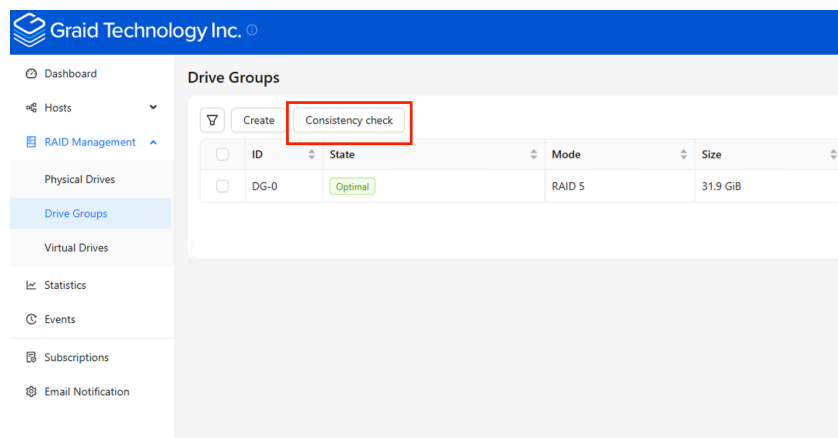 Graid Technology Inc.
Dashboard
Hosts
RAID Management
Physical Drives
Drive Groups
Virtual Drives
Statistics
Events
Subscriptions
Email Notification
Drive Groups
Create Consistency check
ID State Mode Size
DG-0 Optimal RAID 5 31.9 GiB